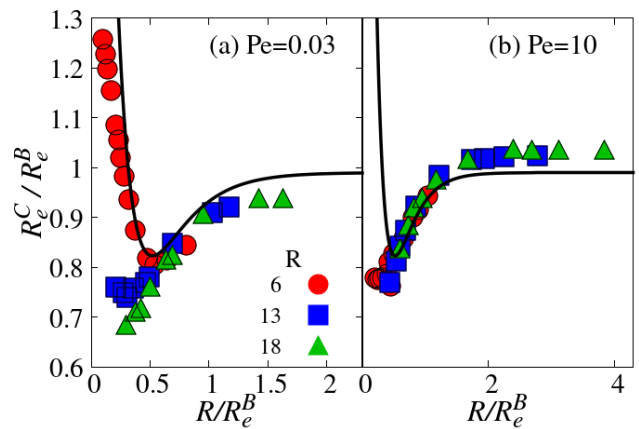 (a) Pe=0.03
(b) Pe=10
1.3
1.2
1.1
1
0.9
0.8
0.7
0.6
R_e^C / R_e^B
R
6
13
18
0 0.5 1 1.5 2
0 2 4
R/R_e^B
R/R_e^B